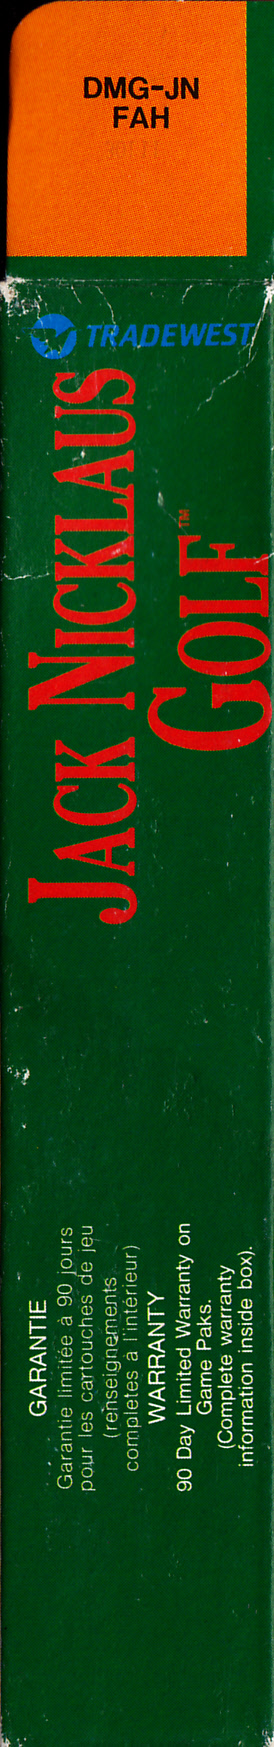 DMG-JN
FAH
TRADEWEST
JACK NICKLAUS
GOLF™
GARANTIE
Garantie limitée à 90 jours
pour les cartouches de jeu
(renseignements
complètes à l'intérieur)
WARRANTY
90 Day Limited Warranty on
Game Paks.
(Complete warranty
information inside box).